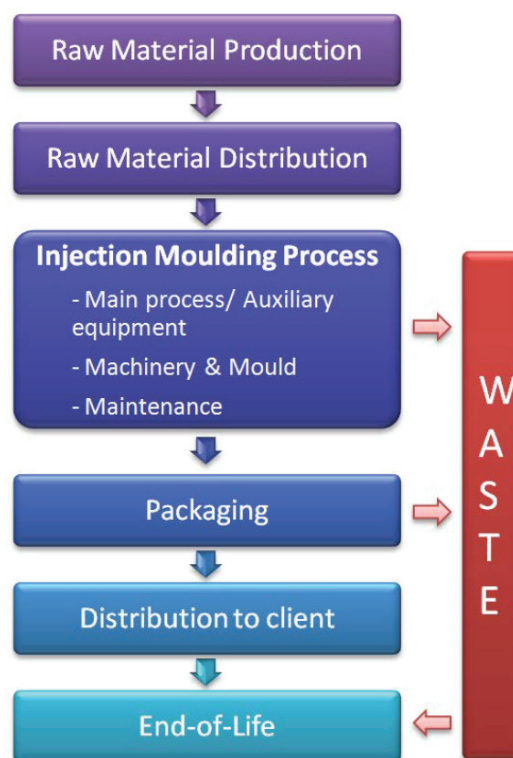 Raw Material Production
Raw Material Distribution
Injection Moulding Process
- Main process/ Auxiliary
equipment
- Machinery & Mould
- Maintenance
Packaging
Distribution to client
End-of-Life
W
A
S
T
E